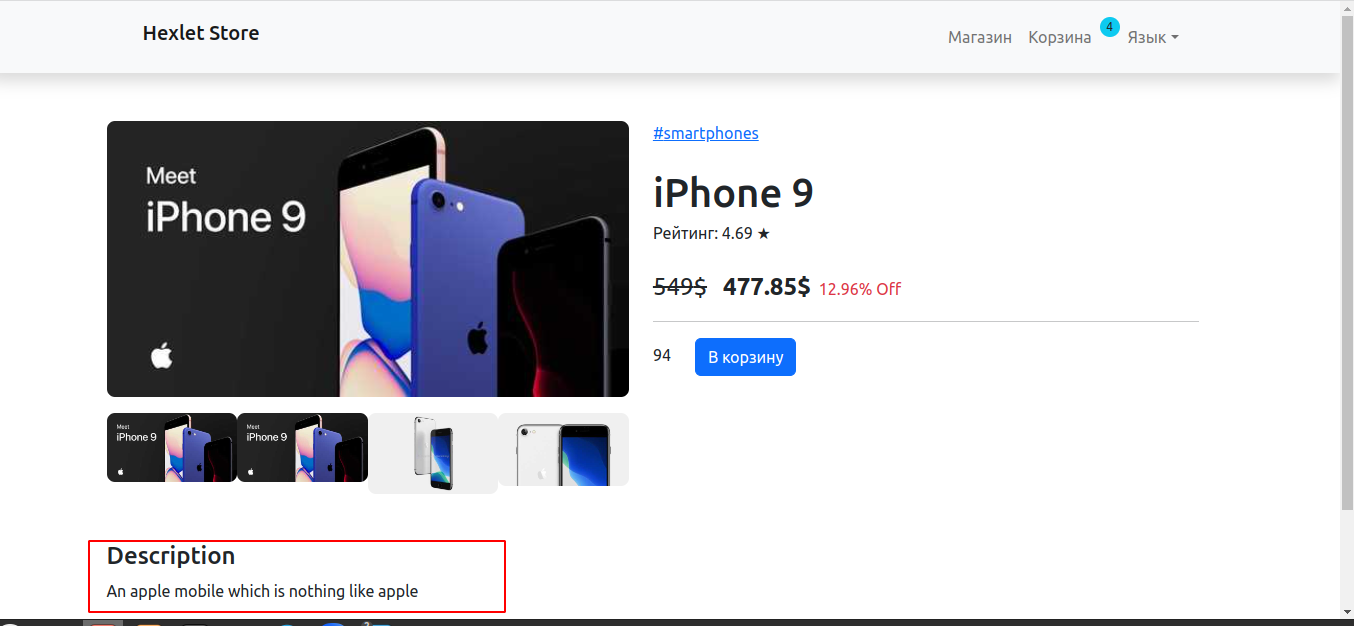 Hexlet Store
Магазин Корзина 4 Язык
Meet
iPhone 9
#smartphones
iPhone 9
Рейтинг: 4.69 ★
549$ 477.85$ 12.96% Off
94 В корзину
Meet
iPhone 9
Meet
iPhone 9
Description
An apple mobile which is nothing like apple